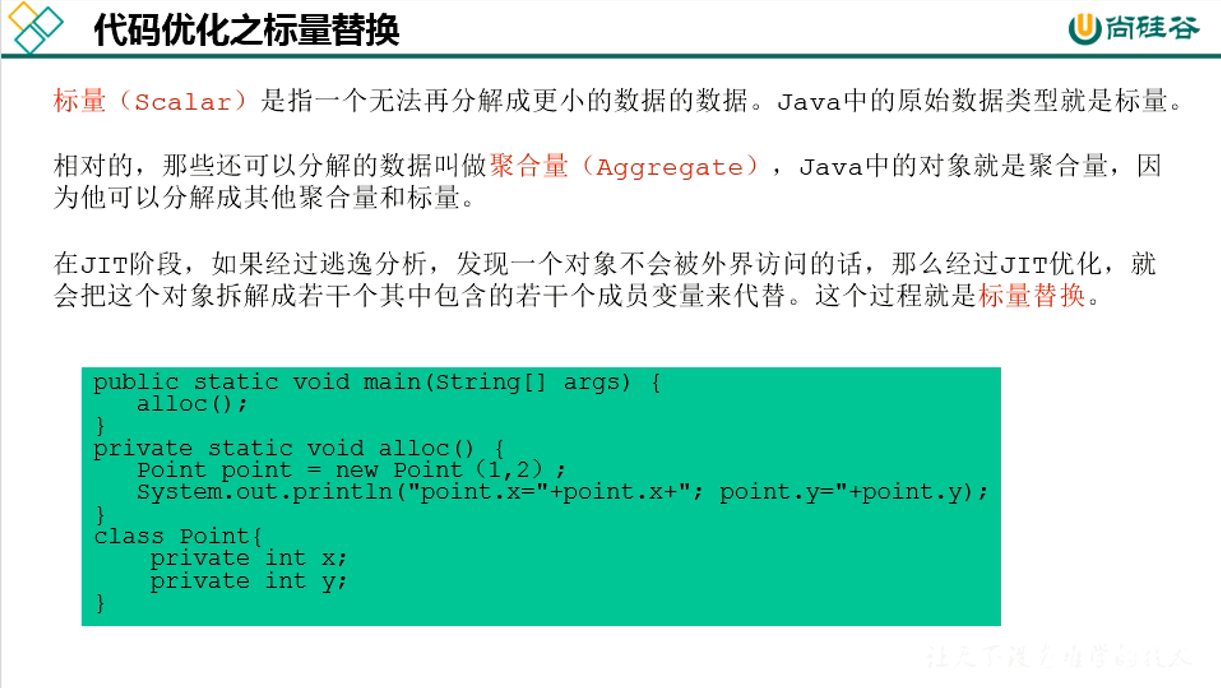 代码优化之标量替换
尚硅谷
标量（Scalar）是指一个无法再分解成更小的数据的数据。Java中的原始数据类型就是标量。
相对的，那些还可以分解的数据叫做聚合量（Aggregate），Java中的对象就是聚合量，因
为他可以分解成其他聚合量和标量。
在JIT阶段，如果经过逃逸分析，发现一个对象不会被外界访问的话，那么经过JIT优化，就
会把这个对象拆解成若干个其中包含的若干个成员变量来代替。这个过程就是标量替换。
public static void main(String[] args) {
   alloc();
}
private static void alloc() {
   Point point = new Point（1,2）;
   System.out.println("point.x="+point.x+"; point.y="+point.y);
}
class Point{
    private int x;
    private int y;
}
让天下没有难学的技术